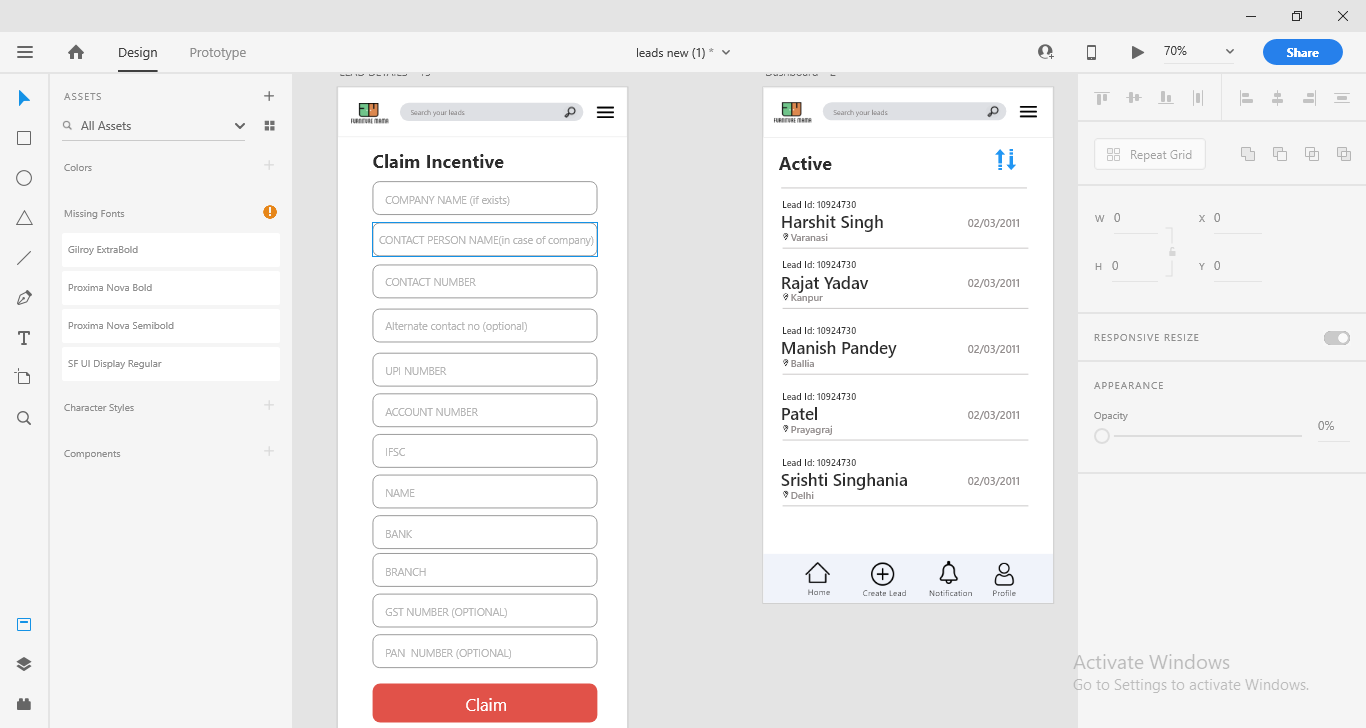 Design
Prototype
leads new (1) *
70%
Share
ASSETS
All Assets
Colors
Missing Fonts
Gilroy ExtraBold
Proxima Nova Bold
Proxima Nova Semibold
SF UI Display Regular
Character Styles
Components
FURNITURE MAMA
Search your leads
Claim Incentive
COMPANY NAME (if exists)
CONTACT PERSON NAME(in case of company)
CONTACT NUMBER
Alternate contact no (optional)
UPI NUMBER
ACCOUNT NUMBER
IFSC
NAME
BANK
BRANCH
GST NUMBER (OPTIONAL)
PAN  NUMBER (OPTIONAL)
Claim
FURNITURE MAMA
Search your leads
Active
Lead Id: 10924730
Harshit Singh
02/03/2011
Varanasi
Lead Id: 10924730
Rajat Yadav
02/03/2011
Kanpur
Lead Id: 10924730
Manish Pandey
02/03/2011
Ballia
Lead Id: 10924730
Patel
02/03/2011
Prayagraj
Lead Id: 10924730
Srishti Singhania
02/03/2011
Delhi
Home
Create Lead
Notification
Profile
Repeat Grid
W 0
X 0
H 0
Y 0
RESPONSIVE RESIZE
APPEARANCE
Opacity
0%
Activate Windows
Go to Settings to activate Windows.